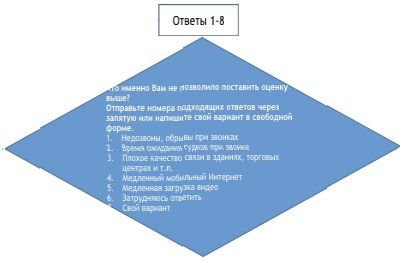 Ответы 1-8
Что именно Вам не позволило поставить оценку
выше?
Отправьте номера подходящих ответов через
запятую или напишите свой вариант в свободной
форме.
1. Недозвоны, обрывы при звонках
2. Время ожидания гудков при звонке
3. Плохое качество связи в зданиях, торговых
центрах и т.п.
4. Медленный мобильный Интернет
5. Медленная загрузка видео
6. Затрудняюсь ответить
Свой вариант